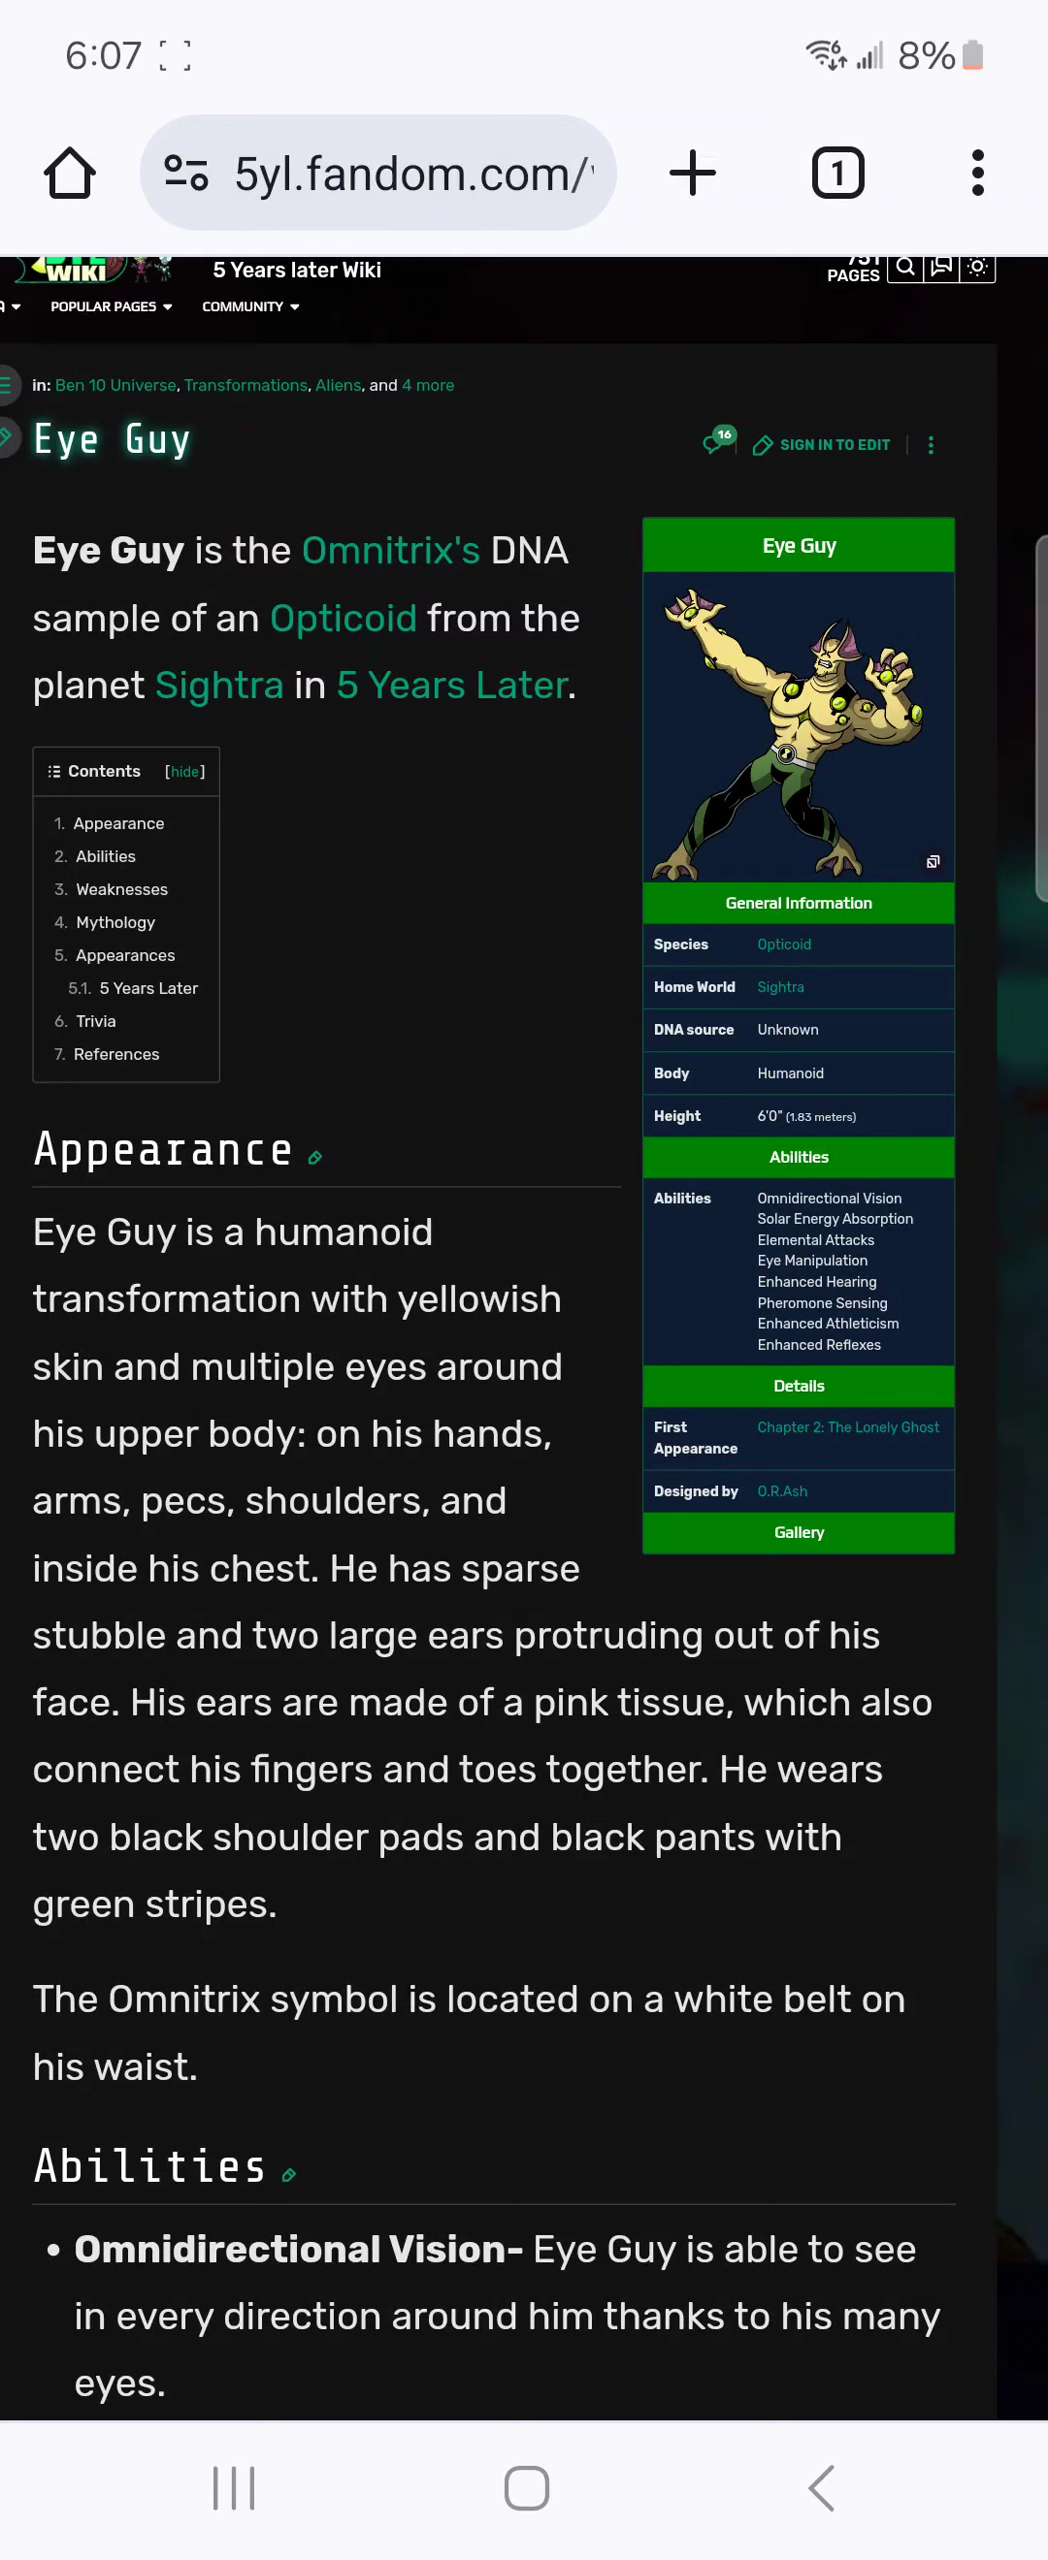 6:07
6
8%
5yl.fandom.com/
1
WIKI
5 Years later Wiki
751
PAGES
POPULAR PAGES
COMMUNITY
in: Ben 10 Universe, Transformations, Aliens, and 4 more
Eye Guy
16
SIGN IN TO EDIT
Eye Guy is the Omnitrix's DNA
sample of an Opticoid from the
planet Sightra in 5 Years Later.
Contents [hide]
1. Appearance
2. Abilities
3. Weaknesses
4. Mythology
5. Appearances
5.1. 5 Years Later
6. Trivia
7. References
Eye Guy
General Information
Species Opticoid
Home World Sightra
DNA source Unknown
Body Humanoid
Height 6'0" (1.83 meters)
Abilities
Abilities Omnidirectional Vision
Solar Energy Absorption
Elemental Attacks
Eye Manipulation
Enhanced Hearing
Pheromone Sensing
Enhanced Athleticism
Enhanced Reflexes
Details
First Chapter 2: The Lonely Ghost
Appearance
Designed by O.R.Ash
Gallery
Appearance
Eye Guy is a humanoid
transformation with yellowish
skin and multiple eyes around
his upper body: on his hands,
arms, pecs, shoulders, and
inside his chest. He has sparse
stubble and two large ears protruding out of his
face. His ears are made of a pink tissue, which also
connect his fingers and toes together. He wears
two black shoulder pads and black pants with
green stripes.
The Omnitrix symbol is located on a white belt on
his waist.
Abilities
• Omnidirectional Vision- Eye Guy is able to see
in every direction around him thanks to his many
eyes.